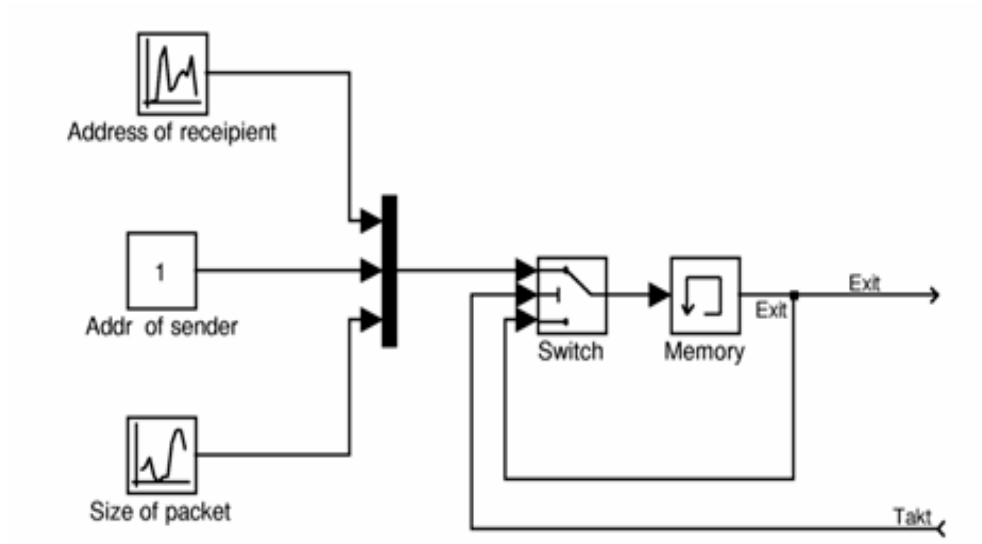 Address of receipient
1
Addr of sender
Size of packet
Switch
Memory
Exit
Exit
Takt